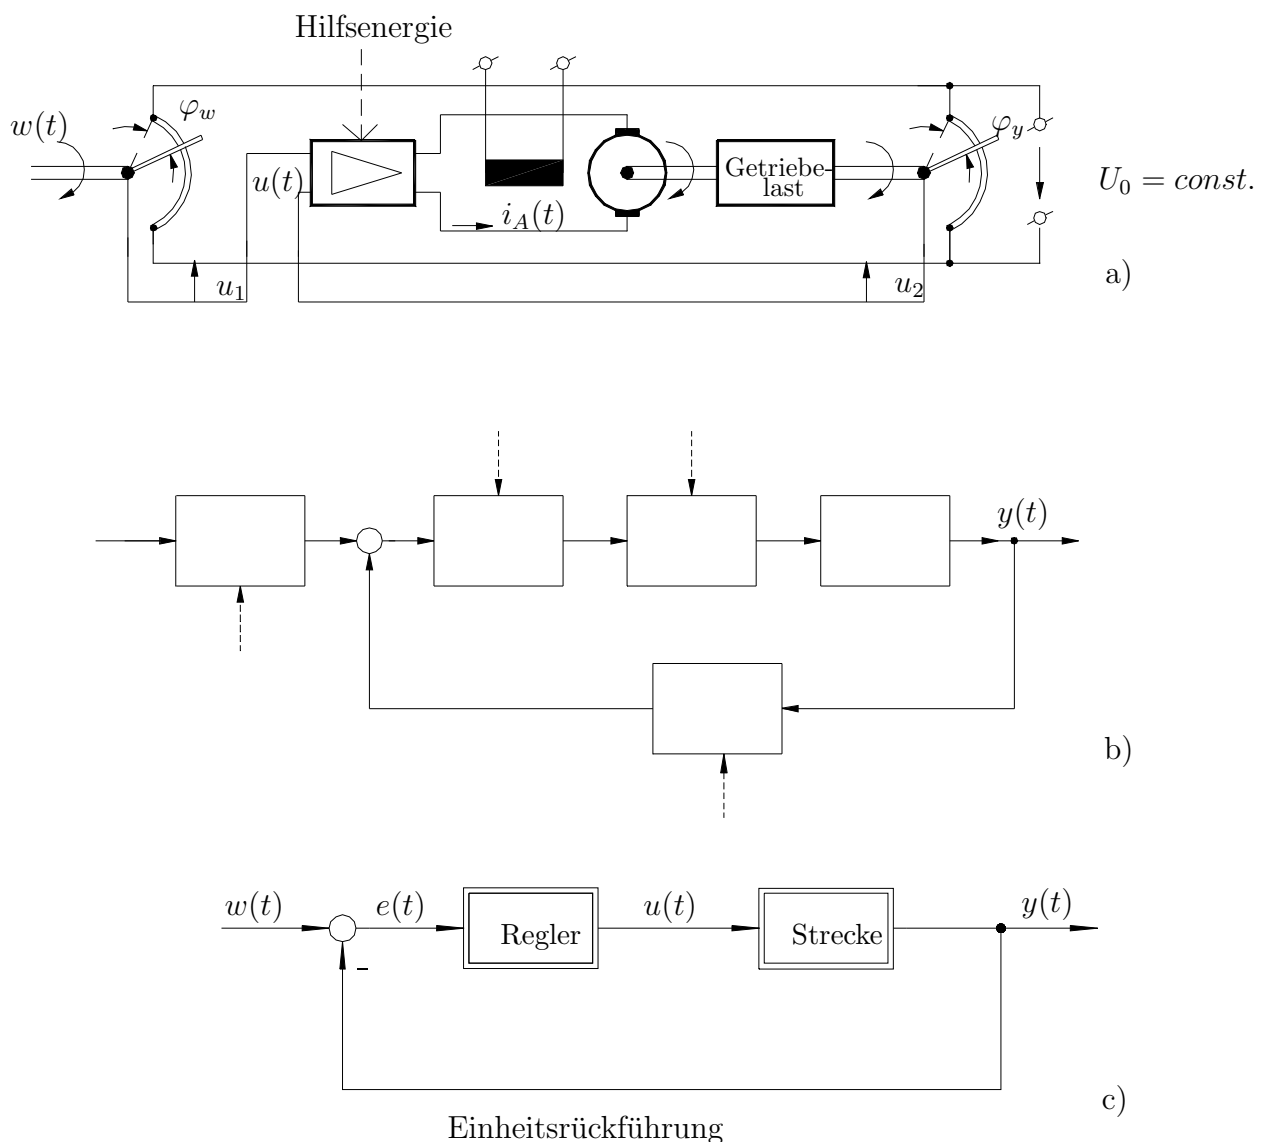 Hilfsenergie
w(t)
φ_w
u(t)
i_A(t)
Getriebe-
last
φ_y
U_0 = const.
u_1
u_2
a)
y(t)
b)
w(t)
e(t)
Regler
u(t)
Strecke
y(t)
-
c)
Einheitsrückführung